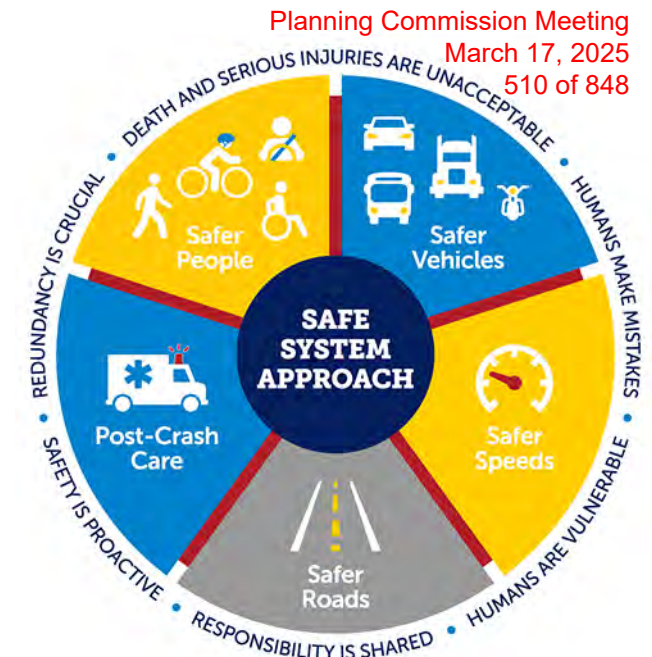 Planning Commission Meeting
March 17, 2025
510 of 848
DEATH AND SERIOUS INJURIES ARE UNACCEPTABLE
HUMANS MAKE MISTAKES
HUMANS ARE VULNERABLE
RESPONSIBILITY IS SHARED
SAFETY IS PROACTIVE
REDUNDANCY IS CRUCIAL
Safer
People
Safer
Vehicles
SAFE
SYSTEM
APPROACH
Post-Crash
Care
Safer
Speeds
Safer
Roads